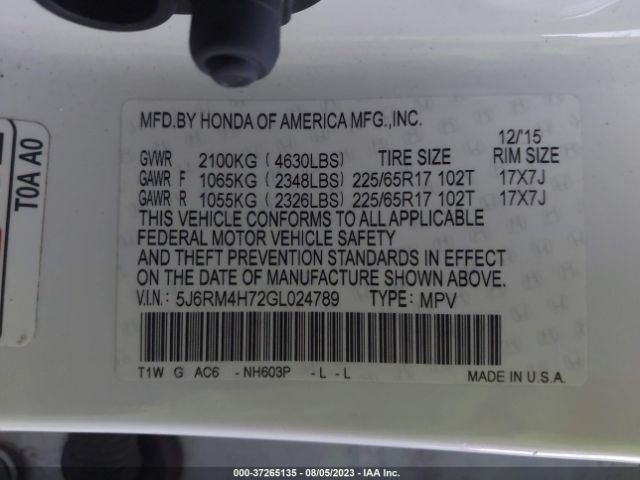 MFD.BY HONDA OF AMERICA MFG.,INC.
12/'15
GVWR 2100KG (4630LBS) TIRE SIZE RIM SIZE
GAWR F 1065KG (2348LBS) 225/65R17 102T 17X7J
GAWR R 1055KG (2326LBS) 225/65R17 102T 17X7J
THIS VEHICLE CONFORMS TO ALL APPLICABLE
FEDERAL MOTOR VEHICLE SAFETY
AND THEFT PREVENTION STANDARDS IN EFFECT
ON THE DATE OF MANUFACTURE SHOWN ABOVE.
V.I.N.: 5J6RM4H72GL024789 TYPE: MPV
T1W G AC6 -NH603P -L -L
MADE IN U.S.A.
T0A A0
000-37265135 - 08/05/2023 - IAA Inc.